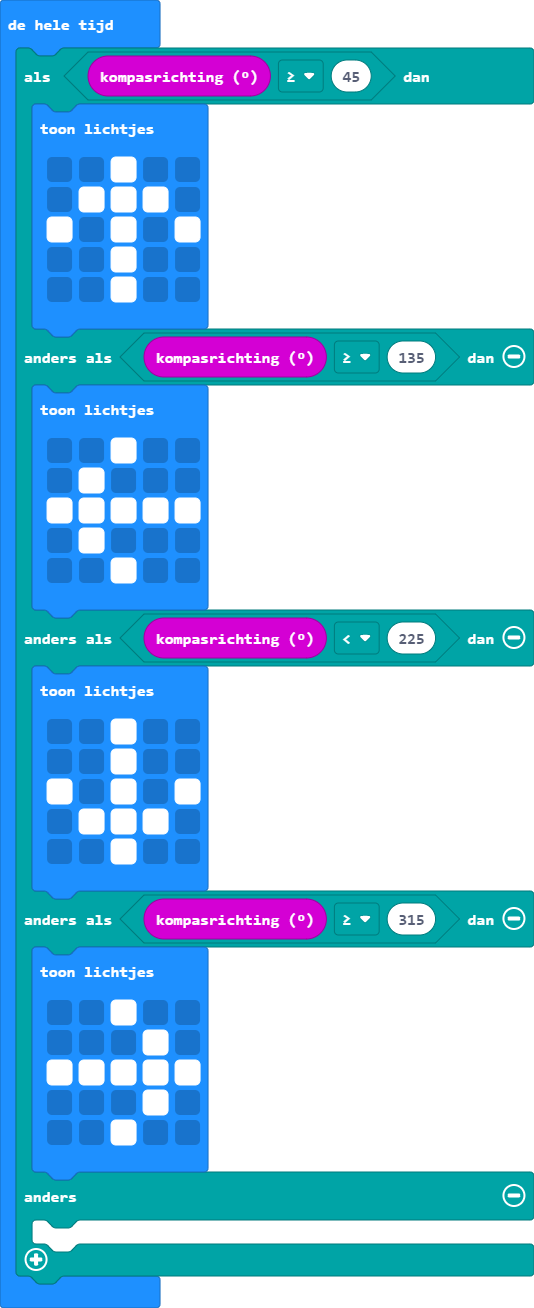 de hele tijd
als kompasrichting (º) ≥ 45 dan
toon lichtjes
anders als kompasrichting (º) ≥ 135 dan
toon lichtjes
anders als kompasrichting (º) < 225 dan
toon lichtjes
anders als kompasrichting (º) ≥ 315 dan
toon lichtjes
anders